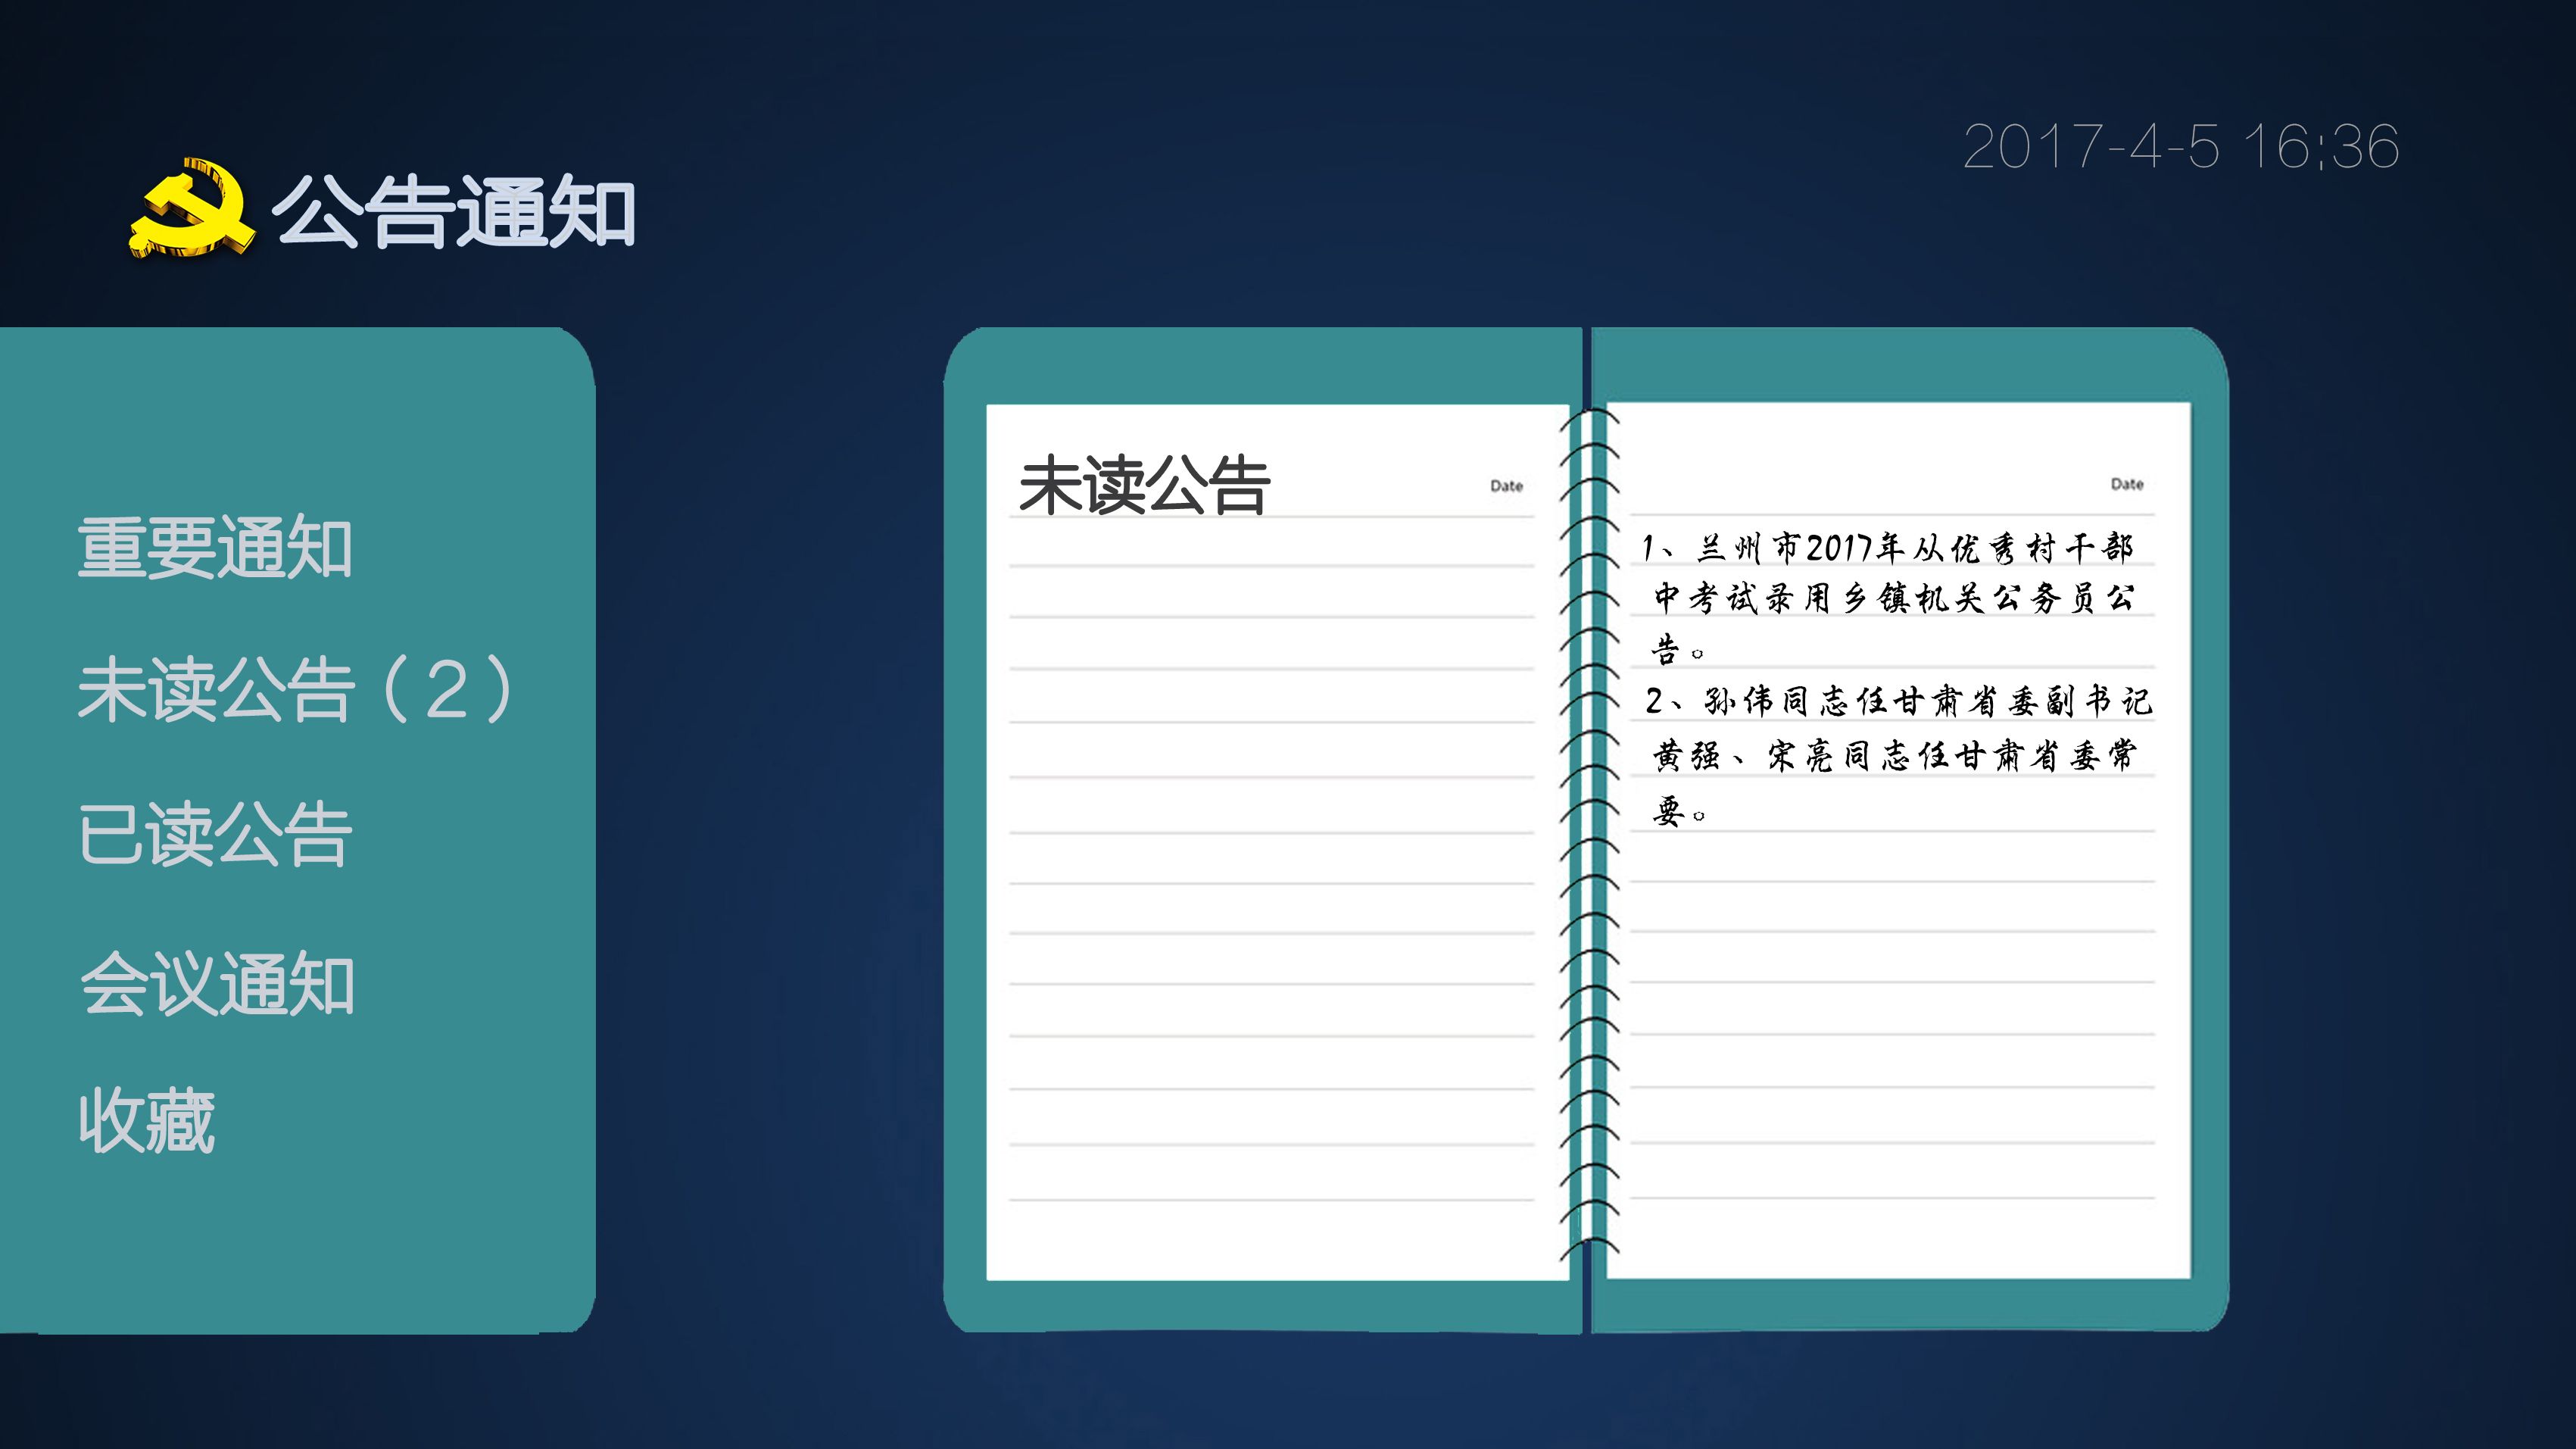 2017-4-5 16:36
公告通知
重要通知
未读公告（2）
已读公告
会议通知
收藏
未读公告
Date
Date
1、兰州市2017年从优秀村干部
中考试录用乡镇机关公务员公
告。
2、孙伟同志任甘肃省委副书记
黄强、宋亮同志任甘肃省委常
要。